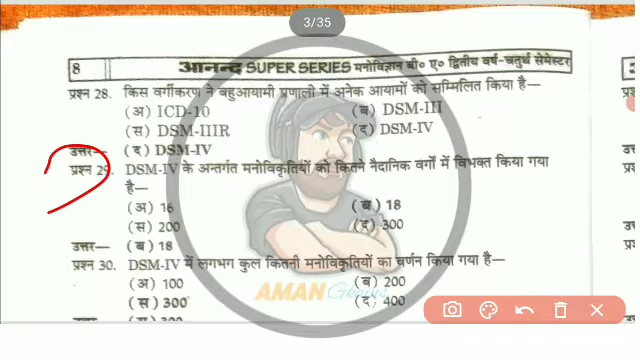 3/35
8 आनन्द SUPER SERIES मनोविज्ञान बी० ए० द्वितीय वर्ष-चतुर्थ सेमेस्टर
प्रश्न 28. किस वर्गीकरण ने बहुआयामी प्रणाली में अनेक आयामों को सम्मिलित किया है—
(अ) ICD-10 (ब) DSM-III
(स) DSM-IIIR (द) DSM-IV
उत्तर— (द) DSM-IV
प्रश्न 29. DSM-IV के अन्तर्गत मनोविकृतियों को कितने नैदानिक वर्गों में विभक्त किया गया
है—
(अ) 16 (ब) 18
(स) 200 (द) 300
उत्तर— (ब) 18
प्रश्न 30. DSM-IV में लगभग कुल कितनी मनोविकृतियों का वर्णन किया गया है—
(अ) 100 (ब) 200
(स) 300 (द) 400
AMAN Groups